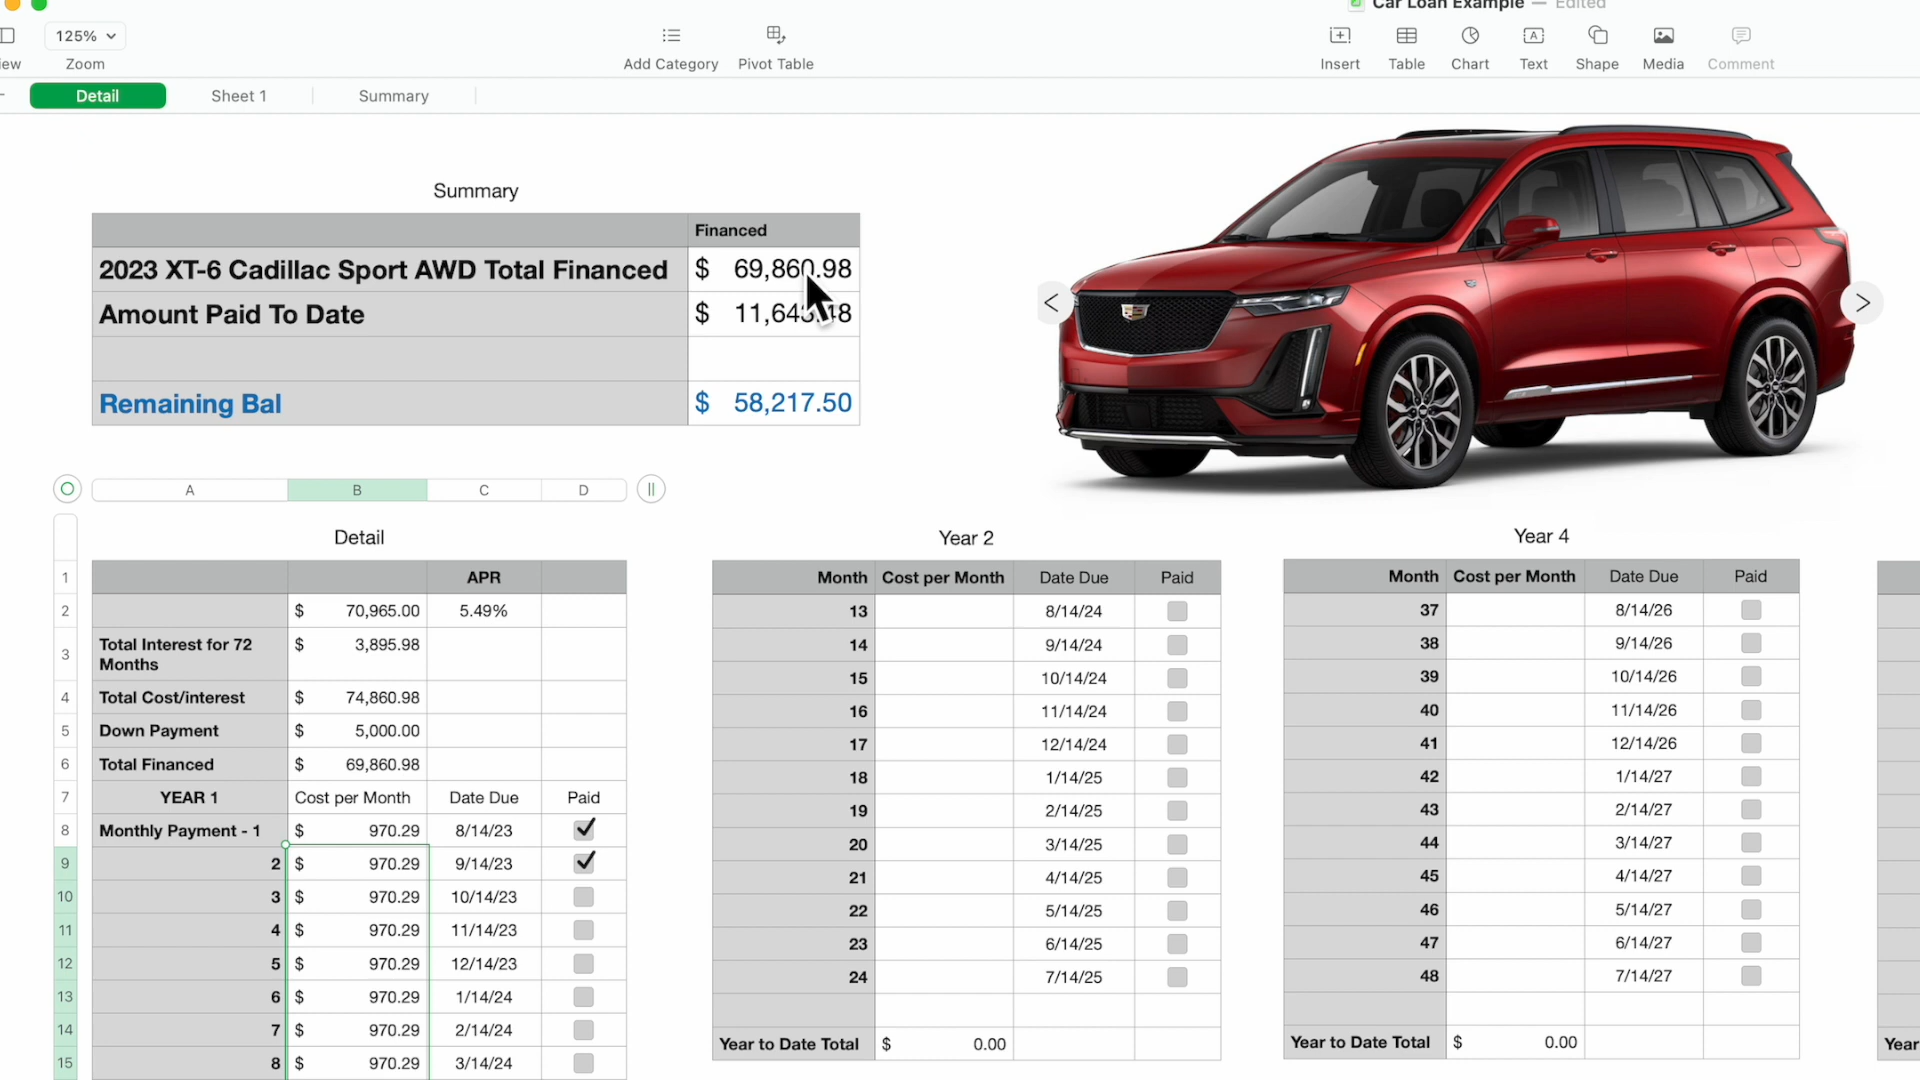 Car Loan Example — Edited
125%
Zoom
Add Category
Pivot Table
Insert
Table
Chart
Text
Shape
Media
Comment
Detail
Sheet 1
Summary
Summary
Financed
2023 XT-6 Cadillac Sport AWD Total Financed $ 69,860.98
Amount Paid To Date $
Remaining Bal $ 58,217.50
A B C D
Detail
1 APR
2 $ 70,965.00 5.49%
3 Total Interest for 72 $ 3,895.98
Months
4 Total Cost/interest $ 74,860.98
5 Down Payment $ 5,000.00
6 Total Financed $ 69,860.98
7 YEAR 1 Cost per Month Date Due Paid
8 Monthly Payment - 1 $ 970.29 8/14/23
9 2 $ 970.29 9/14/23
10 3 $ 970.29 10/14/23
11 4 $ 970.29 11/14/23
12 5 $ 970.29 12/14/23
13 6 $ 970.29 1/14/24
14 7 $ 970.29 2/14/24
15 8 $ 970.29 3/14/24
Year 2
Month Cost per Month Date Due Paid
13 8/14/24
14 9/14/24
15 10/14/24
16 11/14/24
17 12/14/24
18 1/14/25
19 2/14/25
20 3/14/25
21 4/14/25
22 5/14/25
23 6/14/25
24 7/14/25
Year to Date Total $ 0.00
Year 4
Month Cost per Month Date Due Paid
37 8/14/26
38 9/14/26
39 10/14/26
40 11/14/26
41 12/14/26
42 1/14/27
43 2/14/27
44 3/14/27
45 4/14/27
46 5/14/27
47 6/14/27
48 7/14/27
Year to Date Total $ 0.00
Year